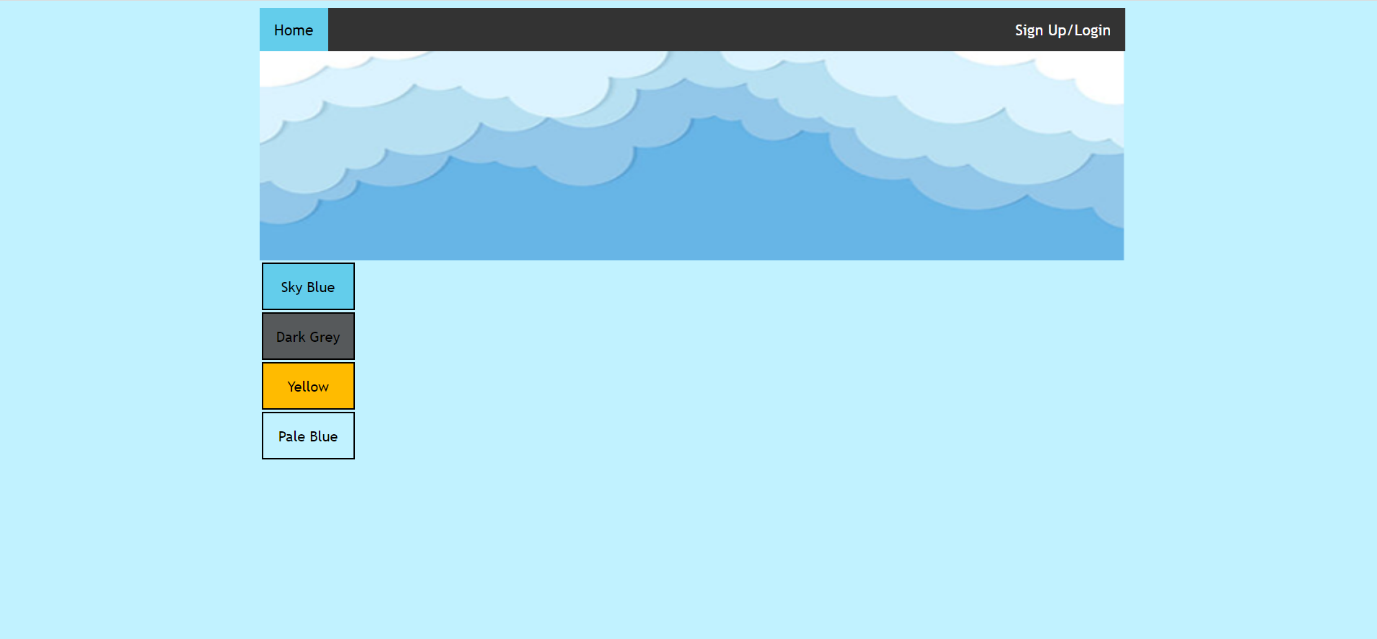 Home
Sign Up/Login
Sky Blue
Dark Grey
Yellow
Pale Blue